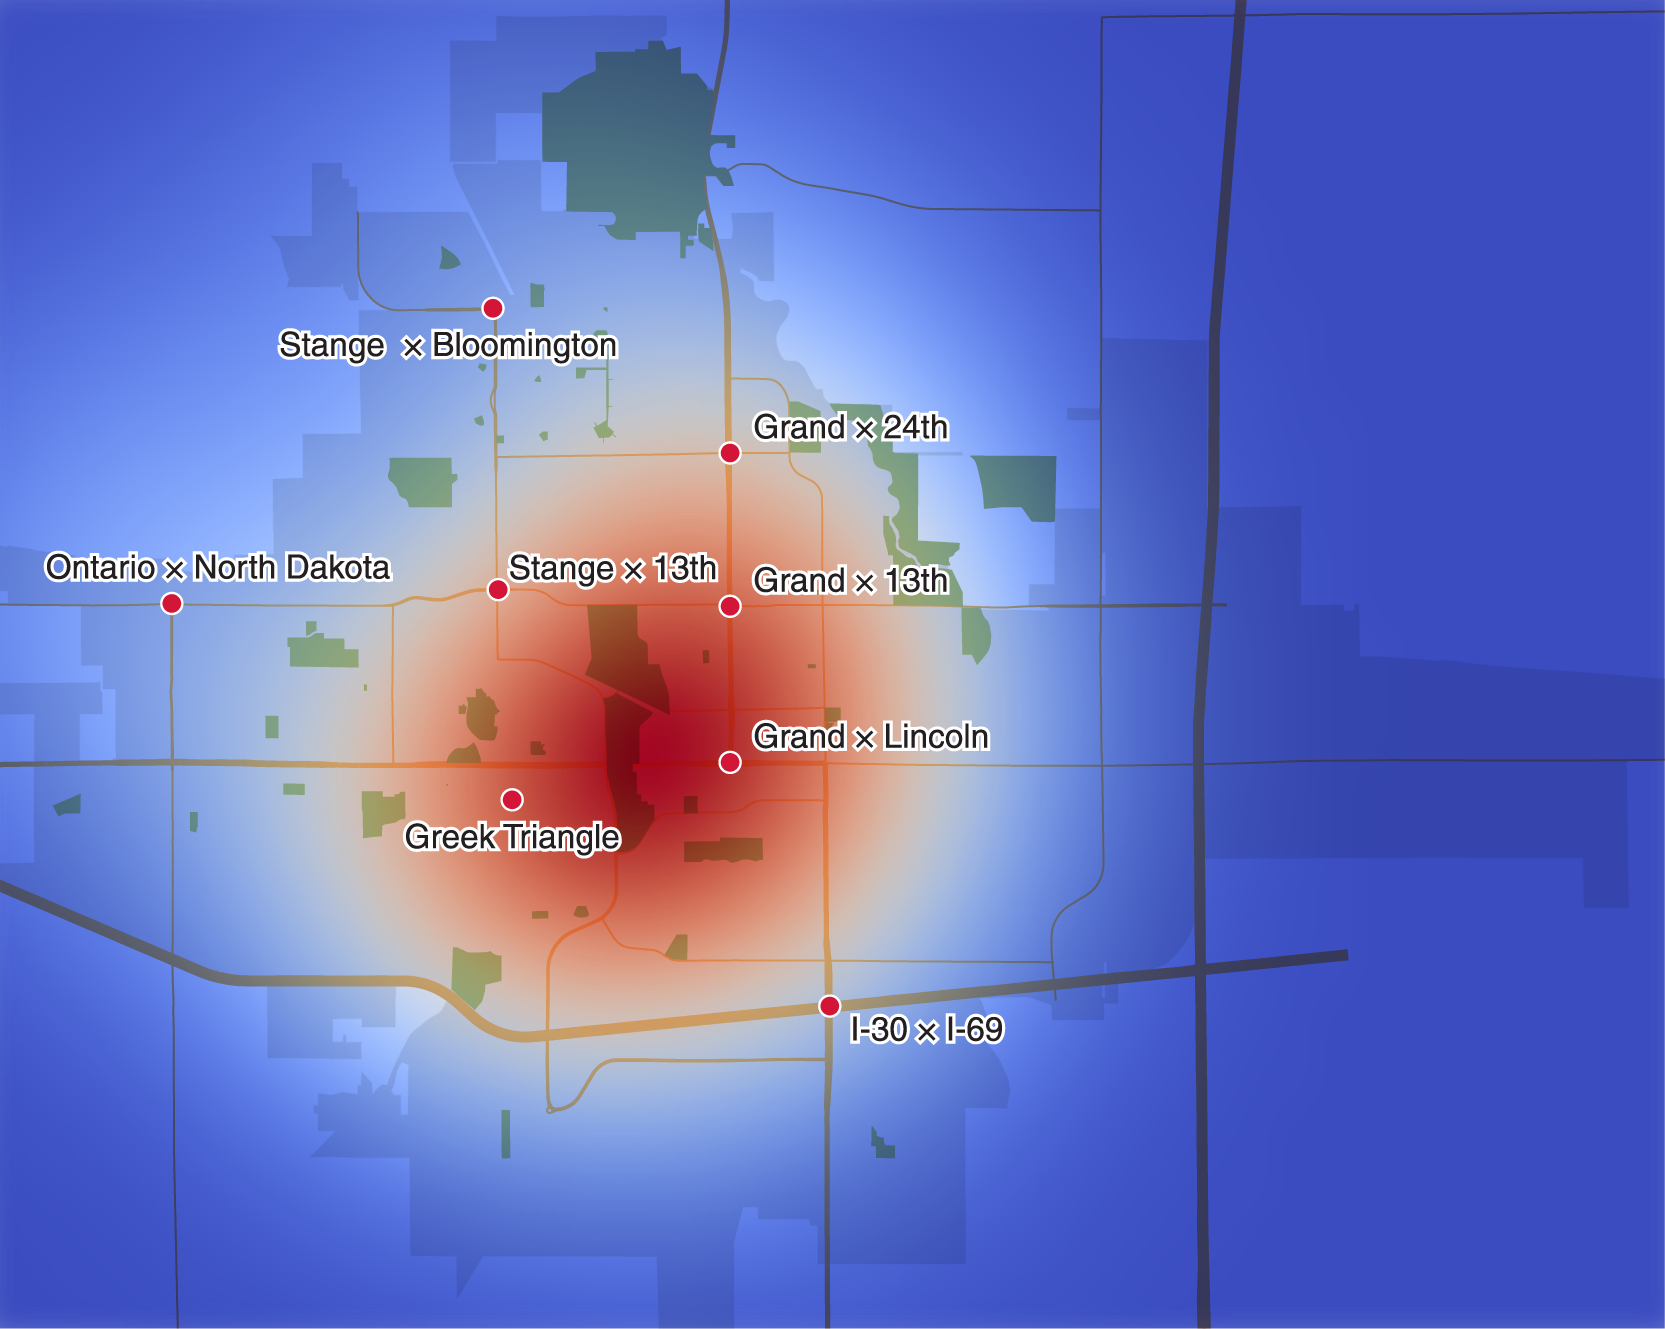 Stange × Bloomington
Grand × 24th
Ontario × North Dakota
Stange × 13th
Grand × 13th
Grand × Lincoln
Greek Triangle
I-30 × I-69